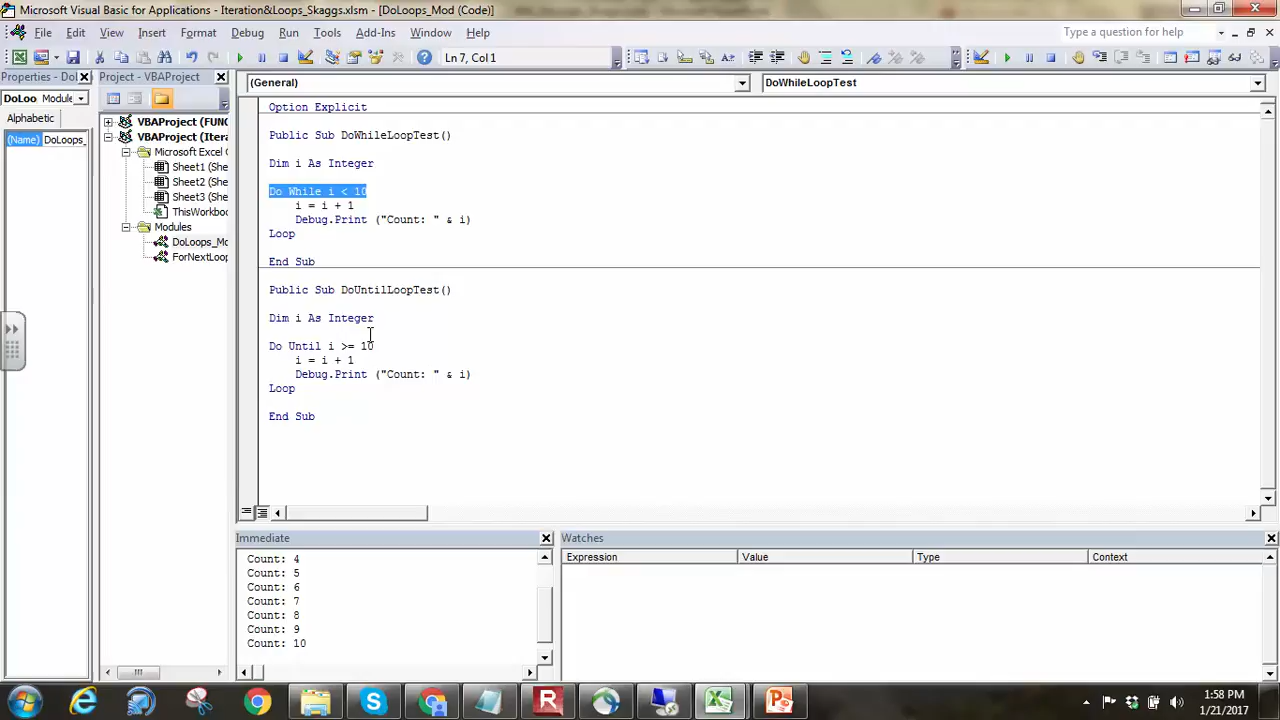 Microsoft Visual Basic for Applications - Iteration&Loops_Skaggs.xlsm - [DoLoops_Mod (Code)]
File Edit View Insert Format Debug Run Tools Add-Ins Window Help
Type a question for help
Ln 7, Col 1
Properties - DoL
Project - VBAProject
(General)
DoWhileLoopTest
DoLoo Module
Alphabetic
(Name) DoLoops_
VBAProject (FUNC
VBAProject (Itera
Microsoft Excel O
Sheet1 (She
Sheet2 (She
Sheet3 (She
ThisWorkboo
Modules
DoLoops_Mo
ForNextLoop
Option Explicit
Public Sub DoWhileLoopTest()
Dim i As Integer
Do While i < 10
i = i + 1
Debug.Print ("Count: " & i)
Loop
End Sub
Public Sub DoUntilLoopTest()
Dim i As Integer
Do Until i >= 10
i = i + 1
Debug.Print ("Count: " & i)
Loop
End Sub
Immediate
Count: 4
Count: 5
Count: 6
Count: 7
Count: 8
Count: 9
Count: 10
Watches
Expression Value Type Context
1:58 PM
1/21/2017